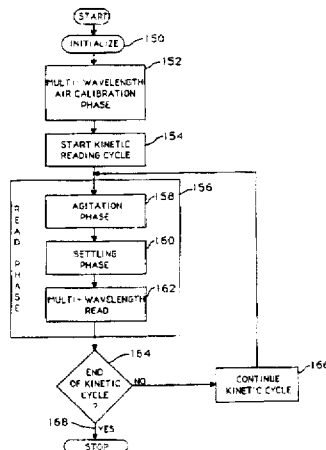 START
INITIALIZE
150
MULTI-WAVELENGTH
AIR CALIBRATION
PHASE
152
START KINETIC
READING CYCLE
154
156
READ PHASE
AGITATION
PHASE
158
SETTLING
PHASE
160
MULTI-WAVELENGTH
READ
162
164
END
OF KINETIC
CYCLE
?
NO
166
CONTINUE
KINETIC CYCLE
168
YES
STOP